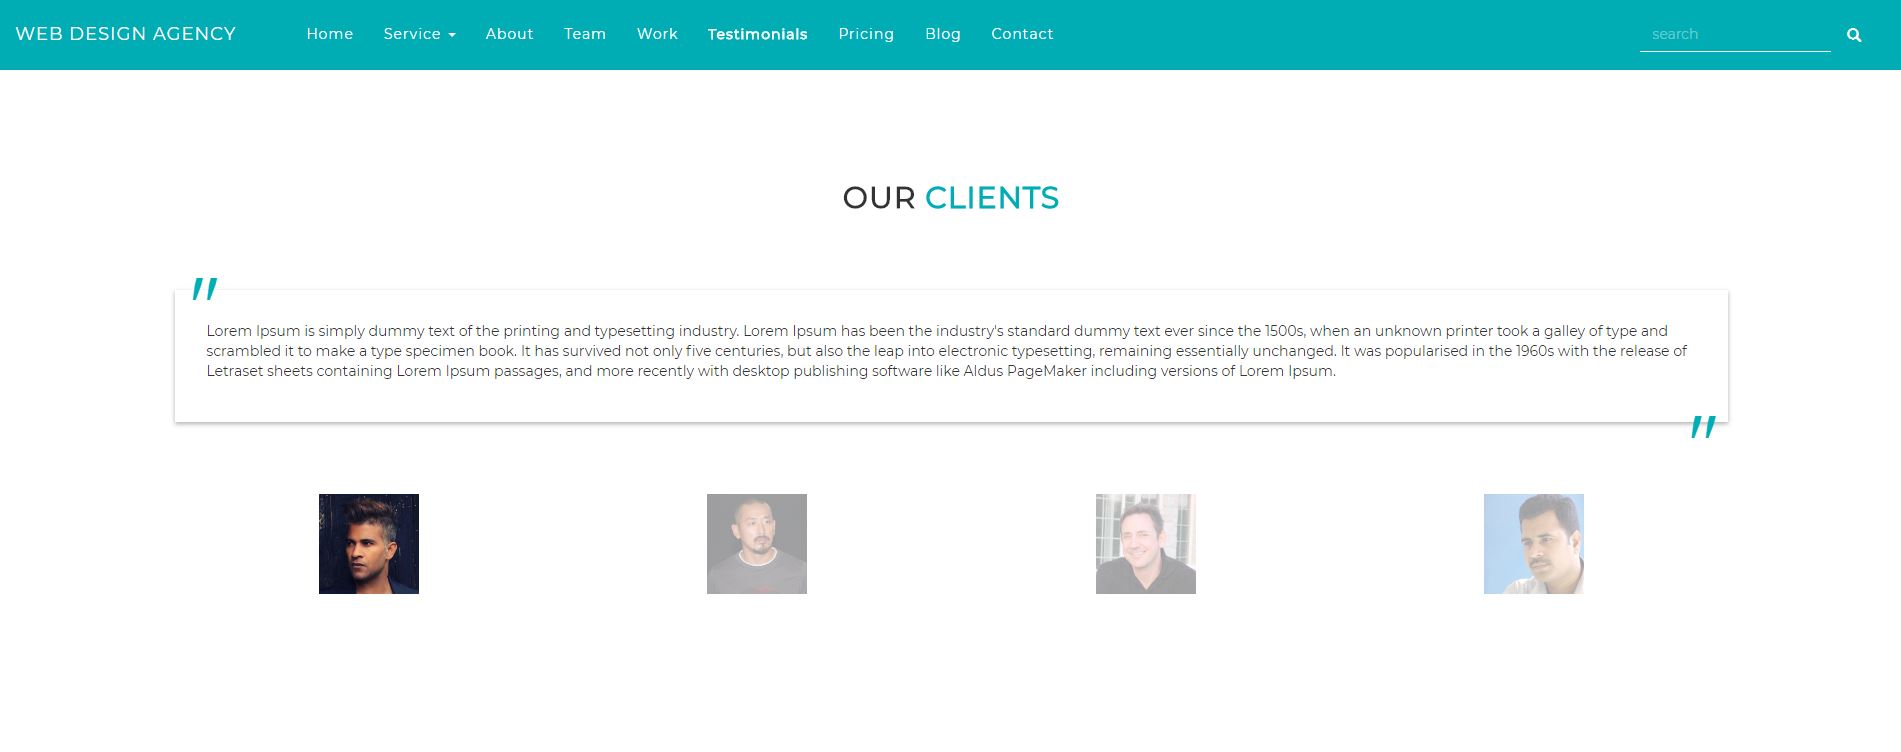 WEB DESIGN AGENCY Home Service About Team Work Testimonials Pricing Blog Contact search
OUR CLIENTS
"
Lorem Ipsum is simply dummy text of the printing and typesetting industry. Lorem Ipsum has been the industry's standard dummy text ever since the 1500s, when an unknown printer took a galley of type and
scrambled it to make a type specimen book. It has survived not only five centuries, but also the leap into electronic typesetting, remaining essentially unchanged. It was popularised in the 1960s with the release of
Letraset sheets containing Lorem Ipsum passages, and more recently with desktop publishing software like Aldus PageMaker including versions of Lorem Ipsum.
"